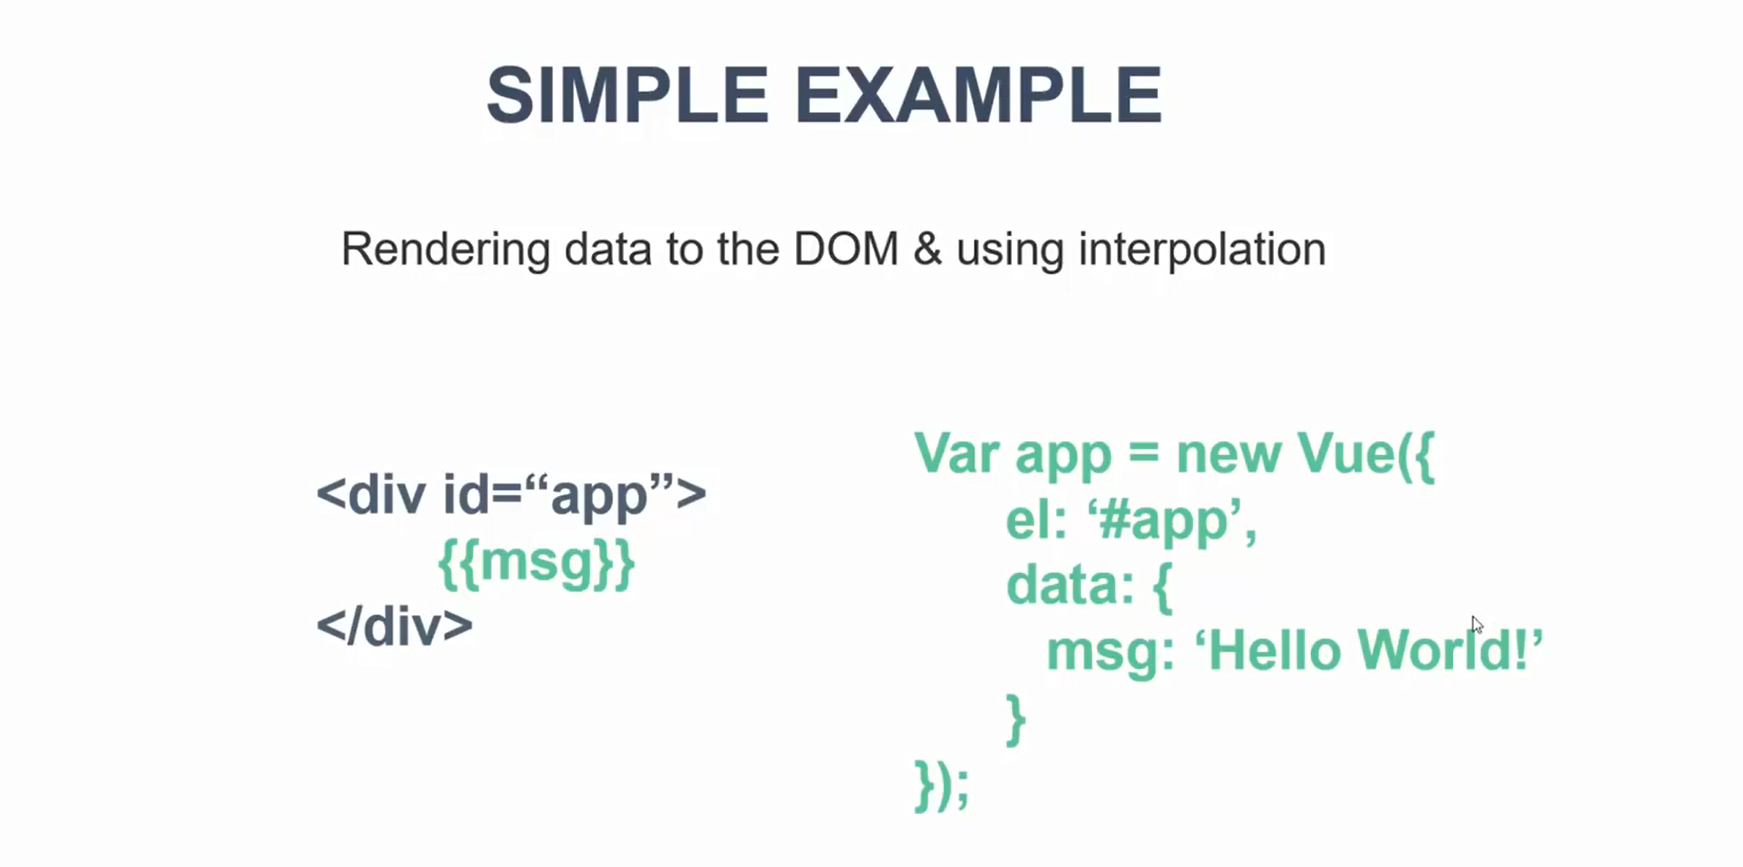 SIMPLE EXAMPLE
Rendering data to the DOM & using interpolation
<div id=“app”>
{{msg}}
</div>
Var app = new Vue({
el: ‘#app’,
data: {
msg: ‘Hello World!’
}
});